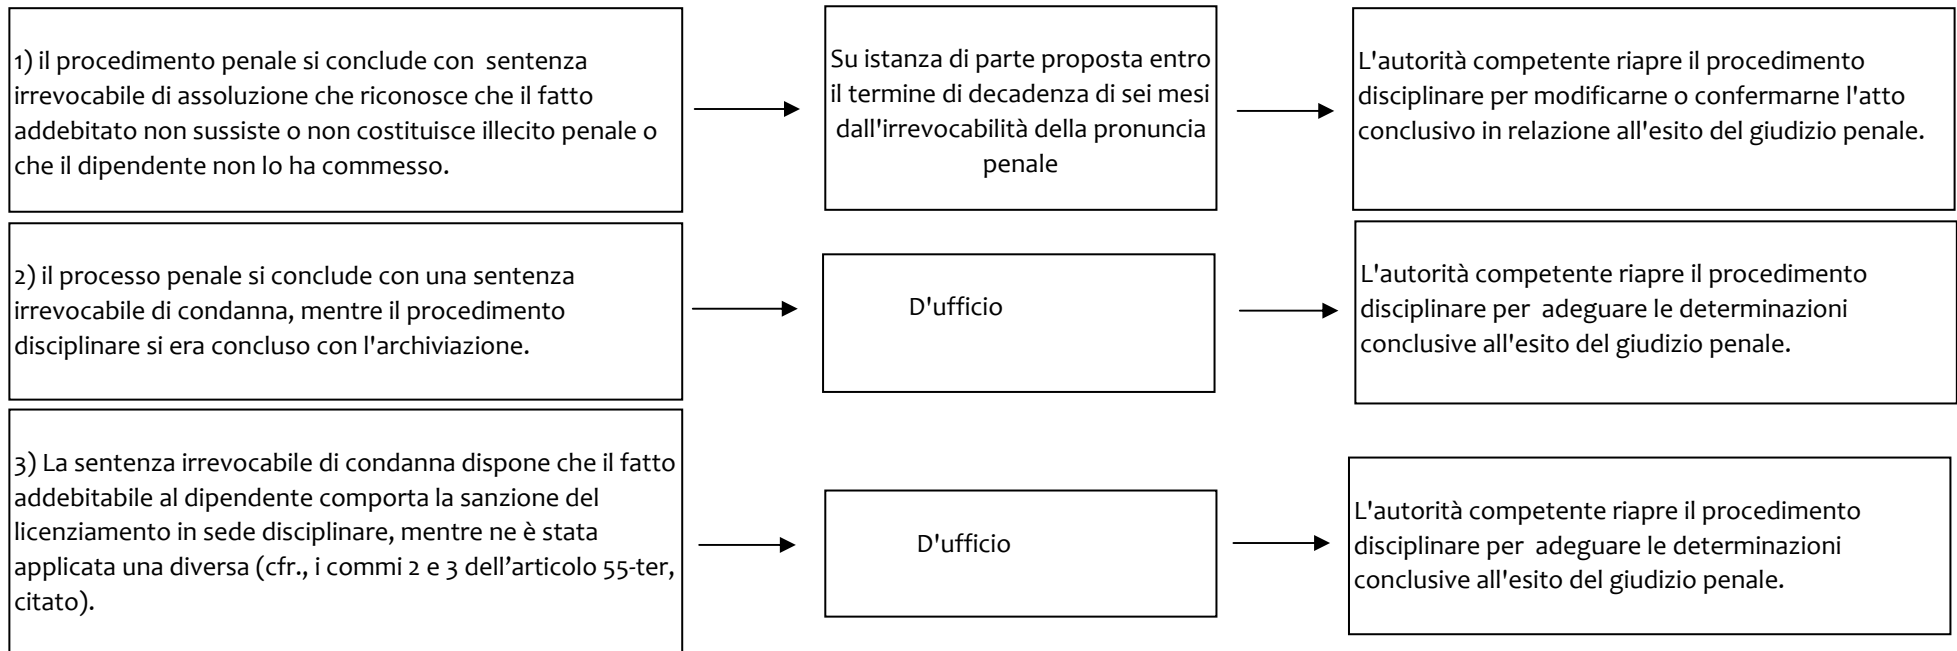 1) il procedimento penale si conclude con sentenza
irrevocabile di assoluzione che riconosce che il fatto
addebitato non sussiste o non costituisce illecito penale o
che il dipendente non lo ha commesso.
Su istanza di parte proposta entro
il termine di decadenza di sei mesi
dall'irrevocabilità della pronuncia
penale
L'autorità competente riapre il procedimento
disciplinare per modificarne o confermarne l'atto
conclusivo in relazione all'esito del giudizio penale.
2) il processo penale si conclude con una sentenza
irrevocabile di condanna, mentre il procedimento
disciplinare si era concluso con l'archiviazione.
D'ufficio
L'autorità competente riapre il procedimento
disciplinare per adeguare le determinazioni
conclusive all'esito del giudizio penale.
3) La sentenza irrevocabile di condanna dispone che il fatto
addebitabile al dipendente comporta la sanzione del
licenziamento in sede disciplinare, mentre ne è stata
applicata una diversa (cfr., i commi 2 e 3 dell’articolo 55-ter,
citato).
D'ufficio
L'autorità competente riapre il procedimento
disciplinare per adeguare le determinazioni
conclusive all'esito del giudizio penale.